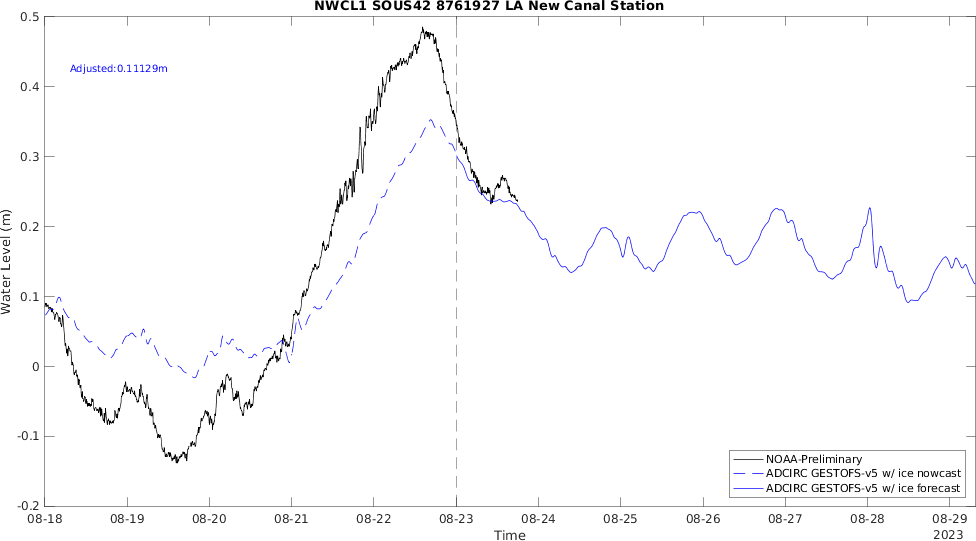 NWCL1 SOUS42 8761927 LA New Canal Station
0.5
Adjusted:0.11129m
0.4
0.3
0.2
0.1
0
-0.1
-0.2
Water Level (m)
NOAA-Preliminary
ADCIRC GESTOFS-v5 w/ ice nowcast
ADCIRC GESTOFS-v5 w/ ice forecast
08-18 08-19 08-20 08-21 08-22 08-23 08-24 08-25 08-26 08-27 08-28 08-29
Time 2023